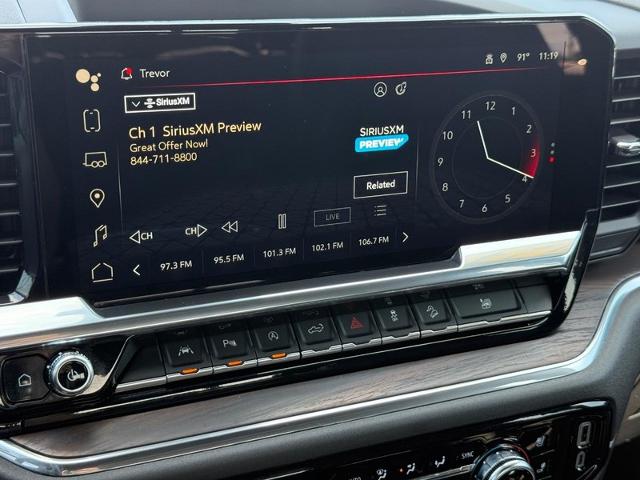 Trevor
91° 11:19
SiriusXM
Ch 1 SiriusXM Preview
Great Offer Now!
844-711-8800
SIRIUSXM
PREVIEW
Related
CH
CH
LIVE
97.3 FM
95.5 FM
101.3 FM
102.1 FM
106.7 FM
12
1
2
3
4
5
6
7
8
9
10
11
SYNC